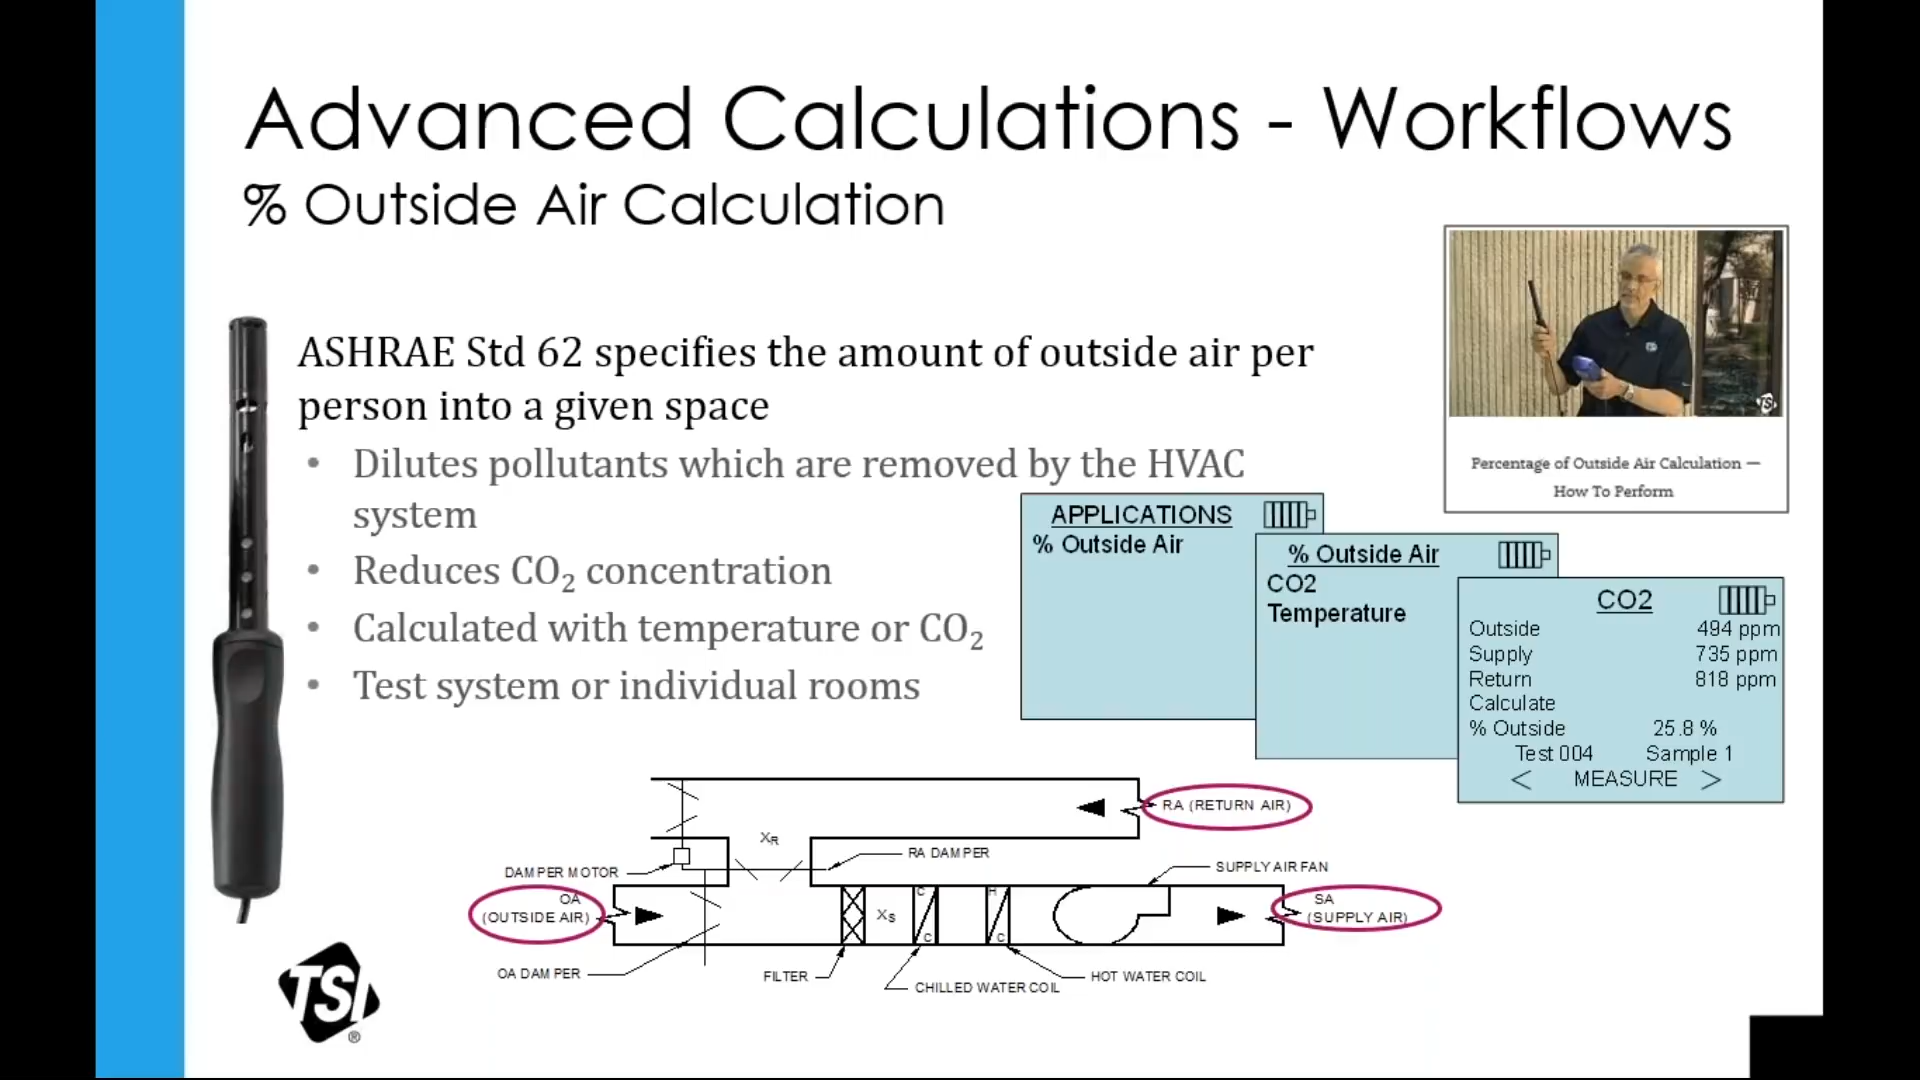 Advanced Calculations - Workflows
% Outside Air Calculation
ASHRAE Std 62 specifies the amount of outside air per
person into a given space
• Dilutes pollutants which are removed by the HVAC
system
• Reduces CO₂ concentration
• Calculated with temperature or CO₂
• Test system or individual rooms
TSI
Percentage of Outside Air Calculation —
How To Perform
APPLICATIONS
% Outside Air
% Outside Air
CO2
Temperature
CO2
Outside 494 ppm
Supply 735 ppm
Return 818 ppm
Calculate
% Outside 25.8 %
Test 004 Sample 1
< MEASURE >
RA (RETURN AIR)
XR
RA DAMPER
DAMPER MOTOR
SUPPLY AIR FAN
OA
(OUTSIDE AIR)
C
H
SA
(SUPPLY AIR)
XS
C
C
OA DAMPER
FILTER
CHILLED WATER COIL
HOT WATER COIL
TSI
®